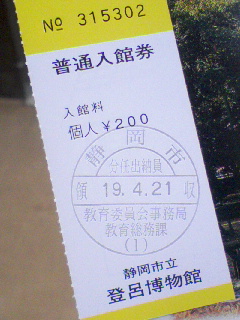 No 315302
普通入館券
入館料
個人￥200
静岡市
分任出納員
領 19.4.21 収
教育委員会事務局
教育総務課
(1)
静岡市立
登呂博物館